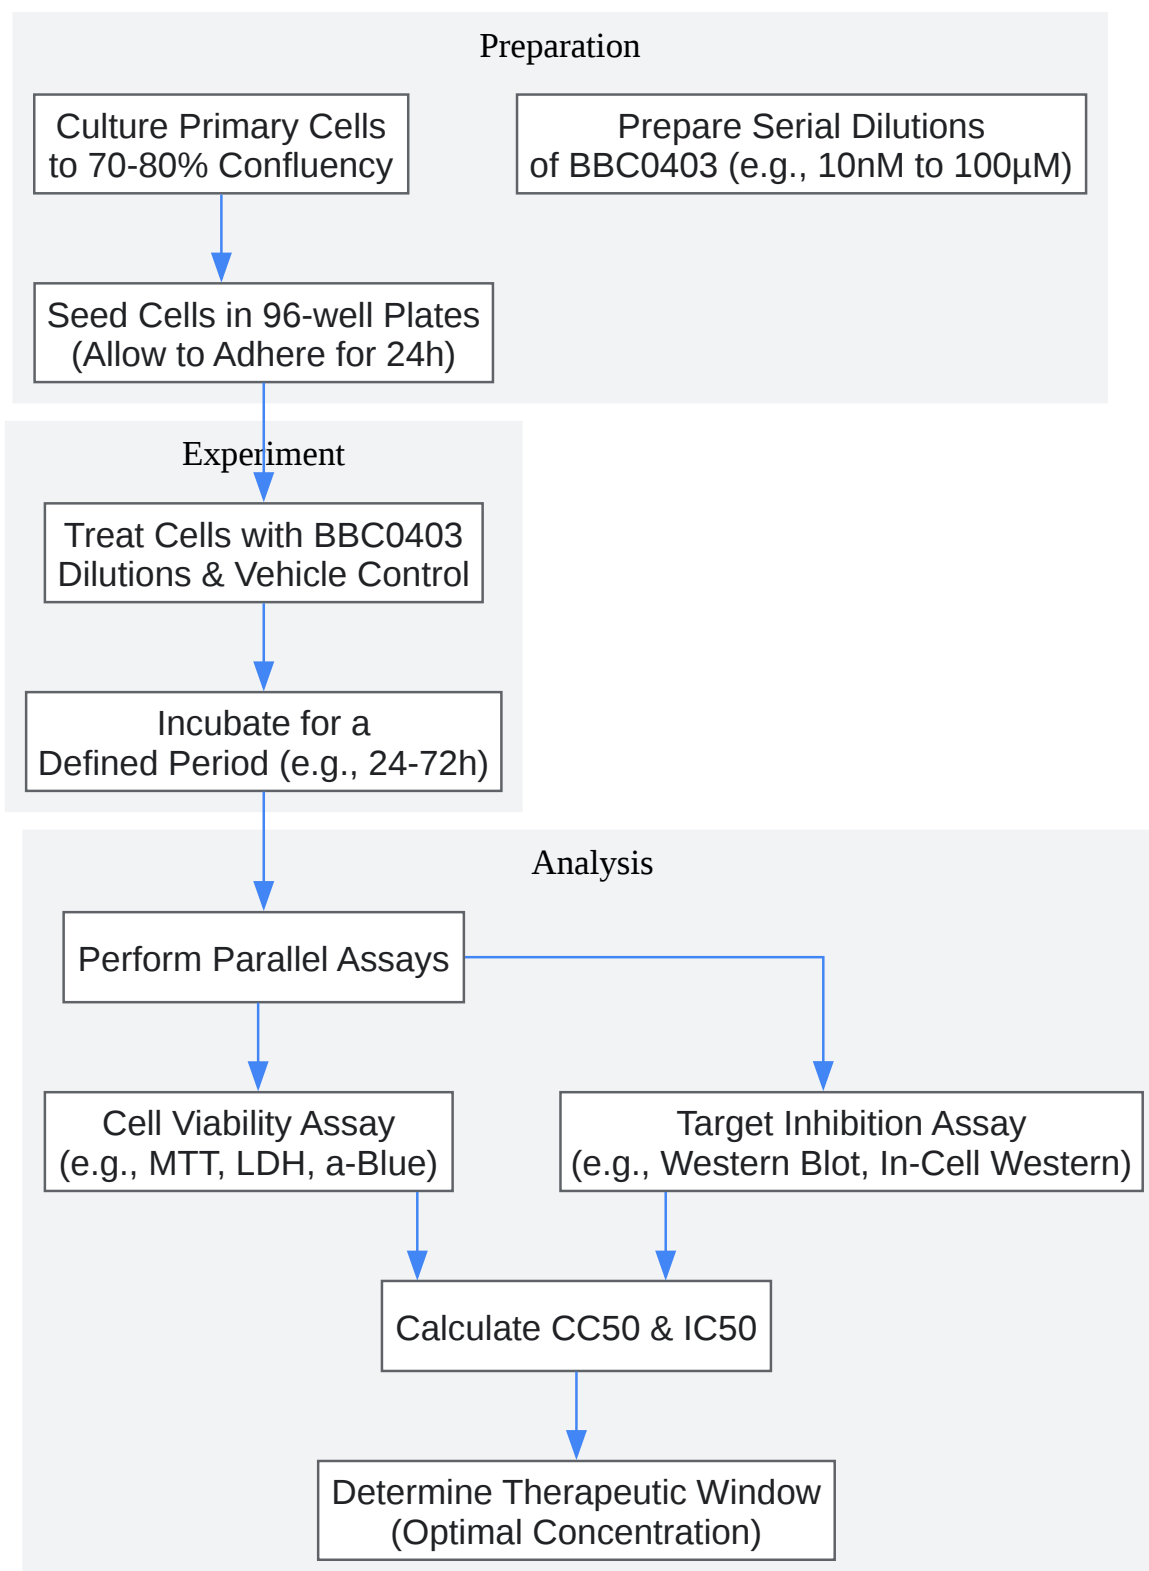 Preparation
Culture Primary Cells
to 70-80% Confluency
Prepare Serial Dilutions
of BBC0403 (e.g., 10nM to 100µM)
Seed Cells in 96-well Plates
(Allow to Adhere for 24h)
Experiment
Treat Cells with BBC0403
Dilutions & Vehicle Control
Incubate for a
Defined Period (e.g., 24-72h)
Analysis
Perform Parallel Assays
Cell Viability Assay
(e.g., MTT, LDH, a-Blue)
Target Inhibition Assay
(e.g., Western Blot, In-Cell Western)
Calculate CC50 & IC50
Determine Therapeutic Window
(Optimal Concentration)